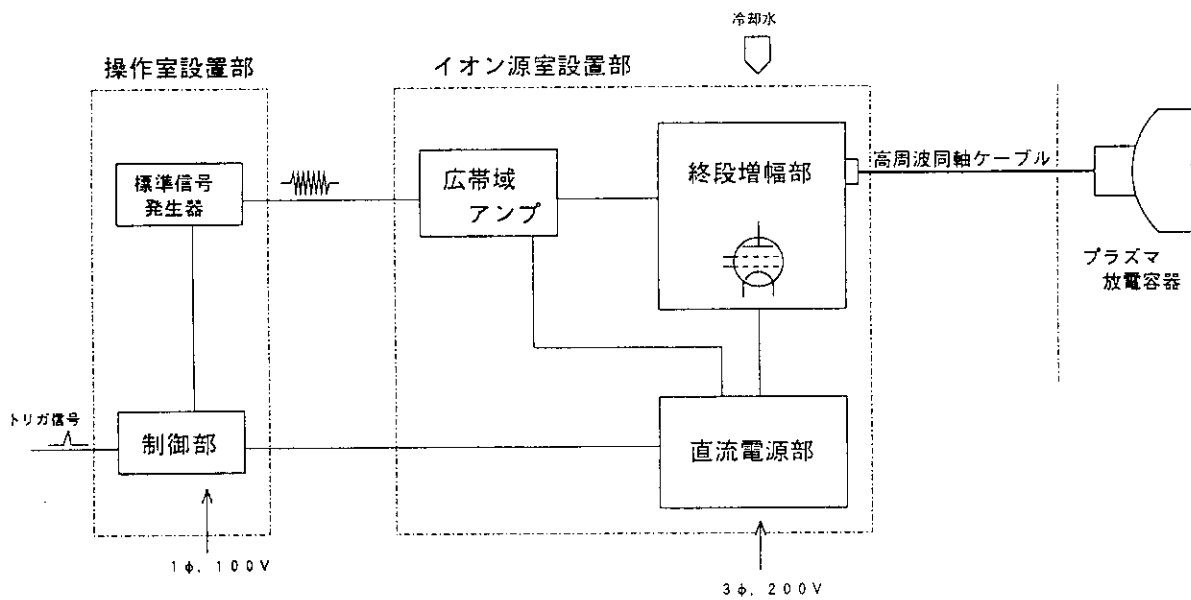 冷却水
操作室設置部
イオン源室設置部
標準信号
発生器
広帯域
アンプ
終段増幅部
高周波同軸ケーブル
プラズマ
放電容器
トリガ信号
制御部
直流電源部
1φ, 100V
3φ, 200V